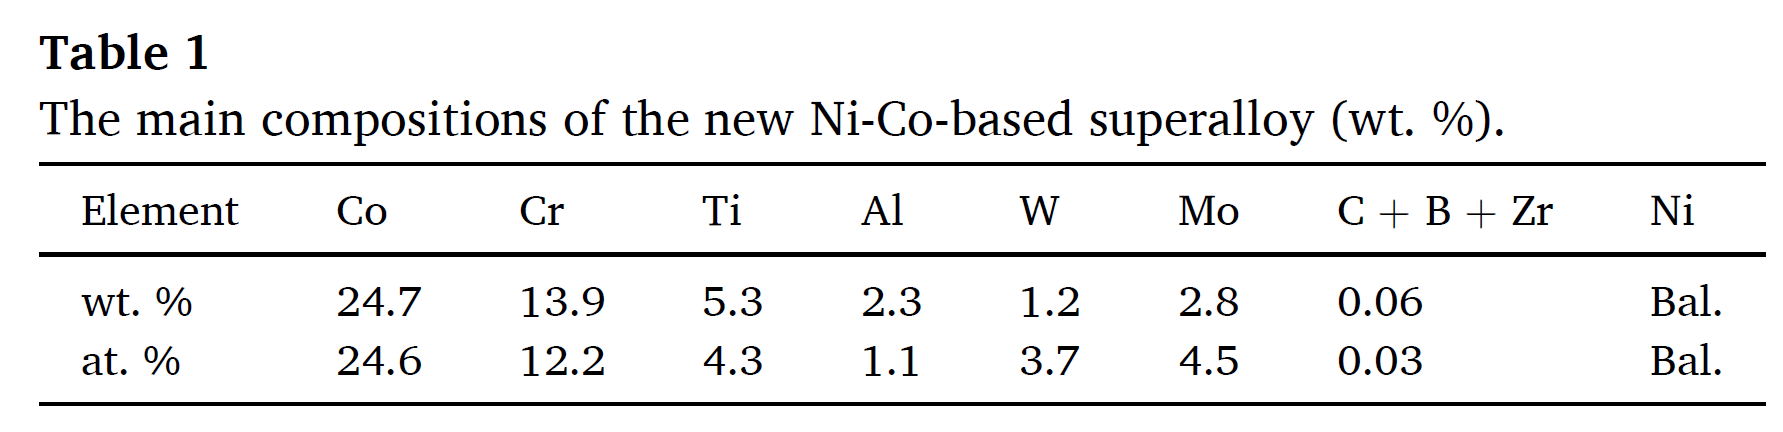 Table 1
The main compositions of the new Ni-Co-based superalloy (wt. %).
Element Co Cr Ti Al W Mo C + B + Zr Ni
wt. % 24.7 13.9 5.3 2.3 1.2 2.8 0.06 Bal.
at. % 24.6 12.2 4.3 1.1 3.7 4.5 0.03 Bal.